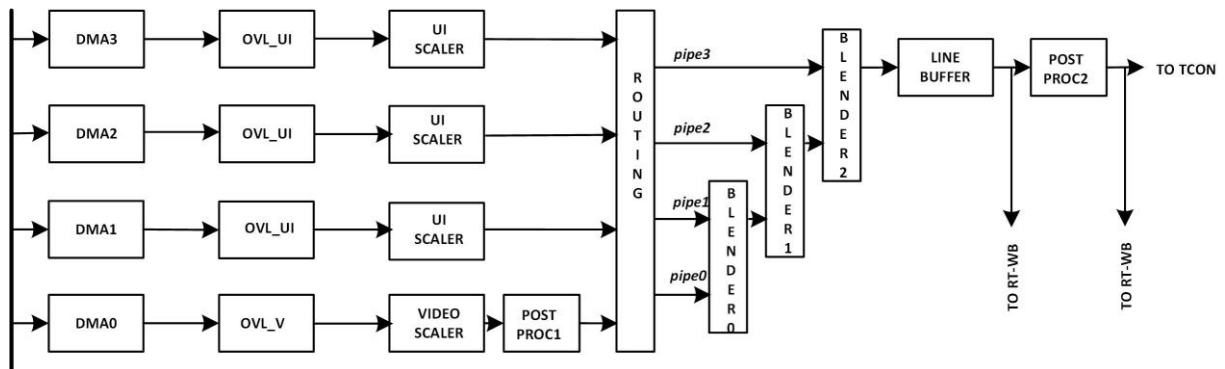 DMA3
OVL_UI
UI
SCALER
DMA2
OVL_UI
UI
SCALER
DMA1
OVL_UI
UI
SCALER
DMA0
OVL_V
VIDEO
SCALER
POST
PROC1
ROUTING
pipe3
pipe2
pipe1
pipe0
BLENDER0
BLENDER1
BLENDER2
LINE
BUFFER
POST
PROC2
TO TCON
TO RT-WB
TO RT-WB